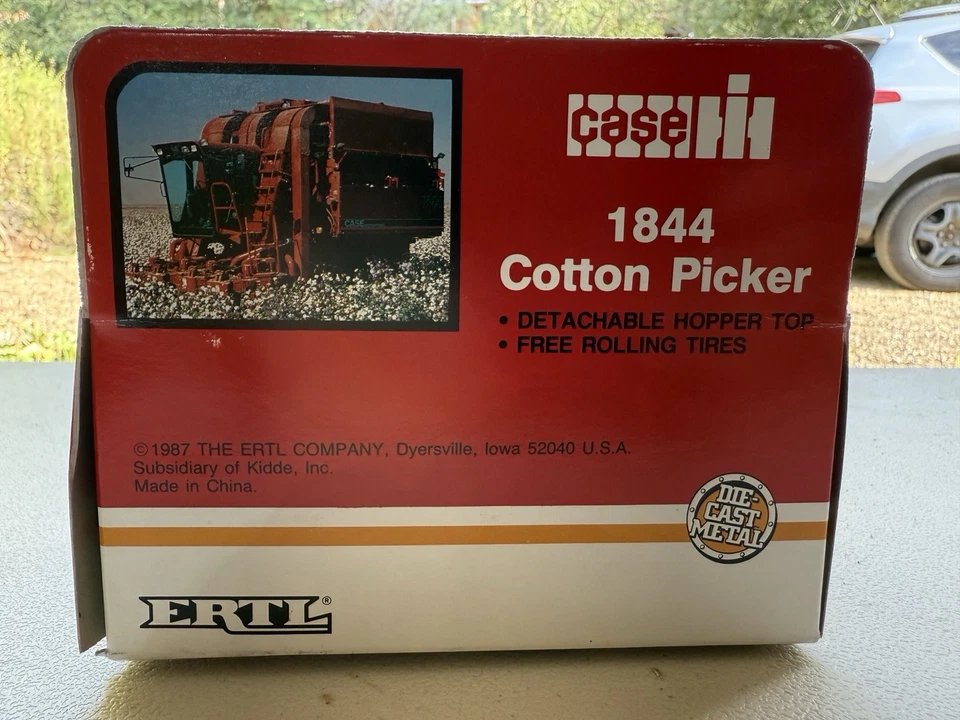 case IH
1844
Cotton Picker
• DETACHABLE HOPPER TOP
• FREE ROLLING TIRES
CASE
©1987 THE ERTL COMPANY, Dyersville, Iowa 52040 U.S.A.
Subsidiary of Kidde, Inc.
Made in China.
DIE-
CAST
METAL
ERTL®